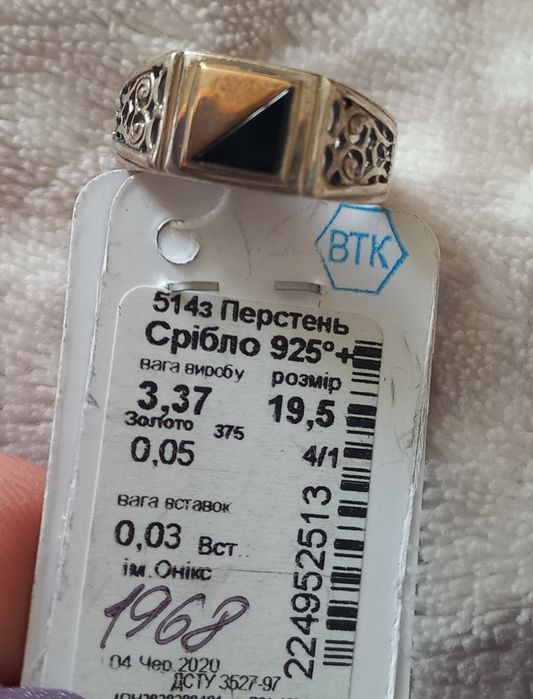 ВТК
514з Перстень
Срібло 925°+
вага виробу розмір
3,37 19,5
Золото 375
0,05 4/1
вага вставок
0,03 Вст.
ім.Онікс
1968
04 Чер 2020
ДСТУ 3527-97
224952513